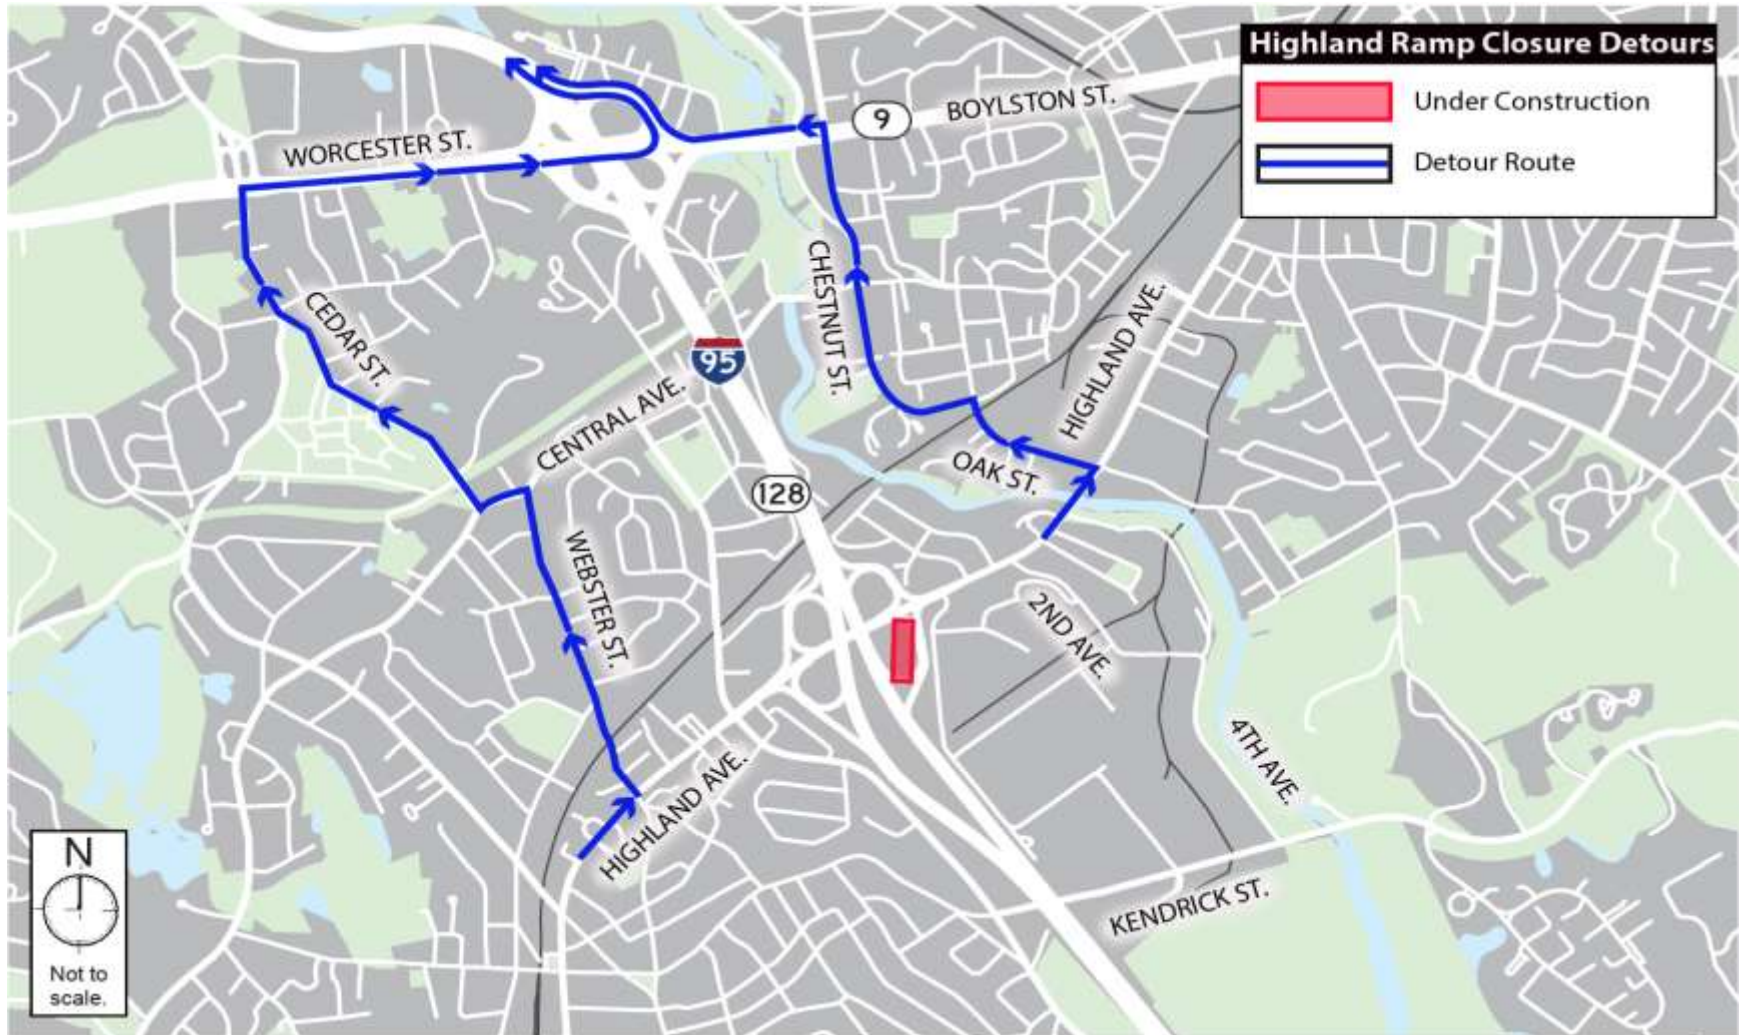 Highland Ramp Closure Detours
Under Construction
Detour Route
9
BOYLSTON ST.
WORCESTER ST.
CHESTNUT ST.
CEDAR ST.
HIGHLAND AVE.
95
CENTRAL AVE.
OAK ST.
128
WEBSTER ST.
2ND AVE.
4TH AVE.
HIGHLAND AVE.
KENDRICK ST.
N
Not to
scale.